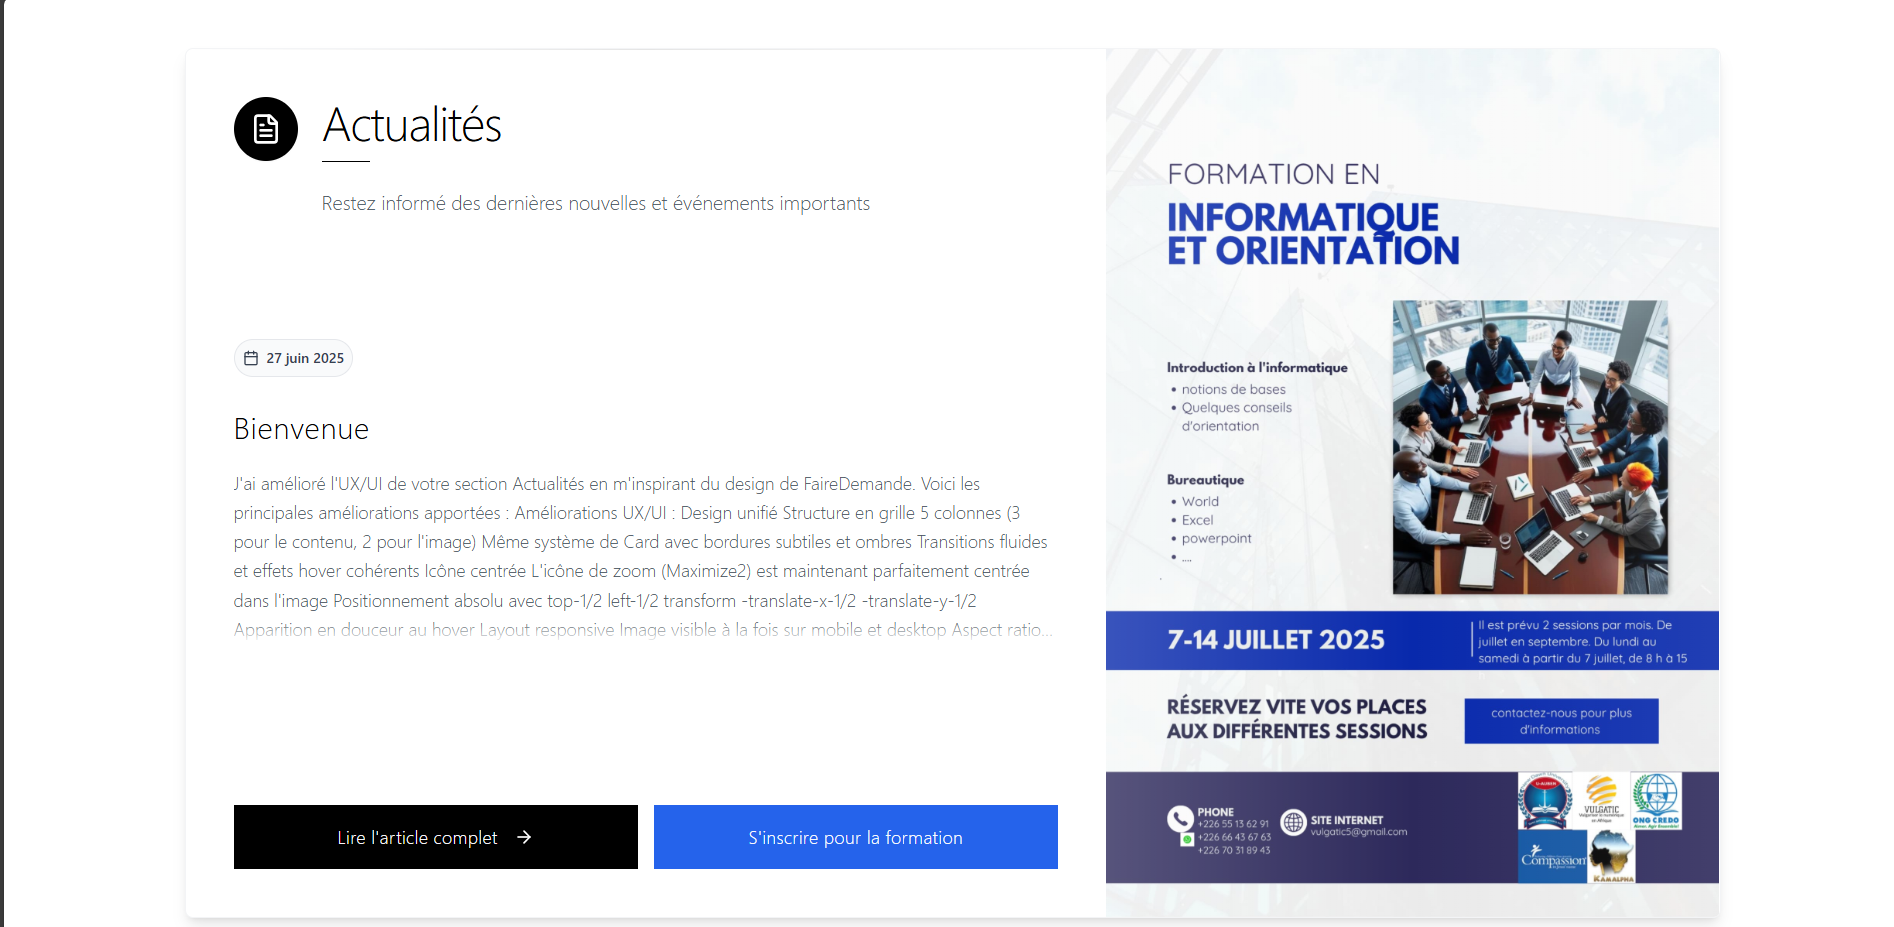 Actualités
Restez informé des dernières nouvelles et événements importants
27 juin 2025
Bienvenue
J'ai amélioré l'UX/UI de votre section Actualités en m'inspirant du design de FaireDemande. Voici les
principales améliorations apportées : Améliorations UX/UI : Design unifié Structure en grille 5 colonnes (3
pour le contenu, 2 pour l'image) Même système de Card avec bordures subtiles et ombres Transitions fluides
et effets hover cohérents Icône centrée L'icône de zoom (Maximize2) est maintenant parfaitement centrée
dans l'image Positionnement absolu avec top-1/2 left-1/2 transform -translate-x-1/2 -translate-y-1/2
Apparition en douceur au hover Layout responsive Image visible à la fois sur mobile et desktop Aspect ratio...
Lire l'article complet
S'inscrire pour la formation
FORMATION EN
INFORMATIQUE
ET ORIENTATION
Introduction à l'informatique
• notions de bases
• Quelques conseils
d'orientation
Bureautique
• World
• Excel
• powerpoint
• ....
7-14 JUILLET 2025
Il est prévu 2 sessions par mois. De
juillet en septembre. Du lundi au
samedi à partir du 7 juillet, de 8 h à 15
RÉSERVEZ VITE VOS PLACES
AUX DIFFÉRENTES SESSIONS
contactez-nous pour plus
d'informations
PHONE
+226 55 13 62 91
+226 66 43 67 63
+226 70 31 89 43
SITE INTERNET
vulgatic5@gmail.com
VULGATIC
ONG CREDO
Compassion
KAMALPHA